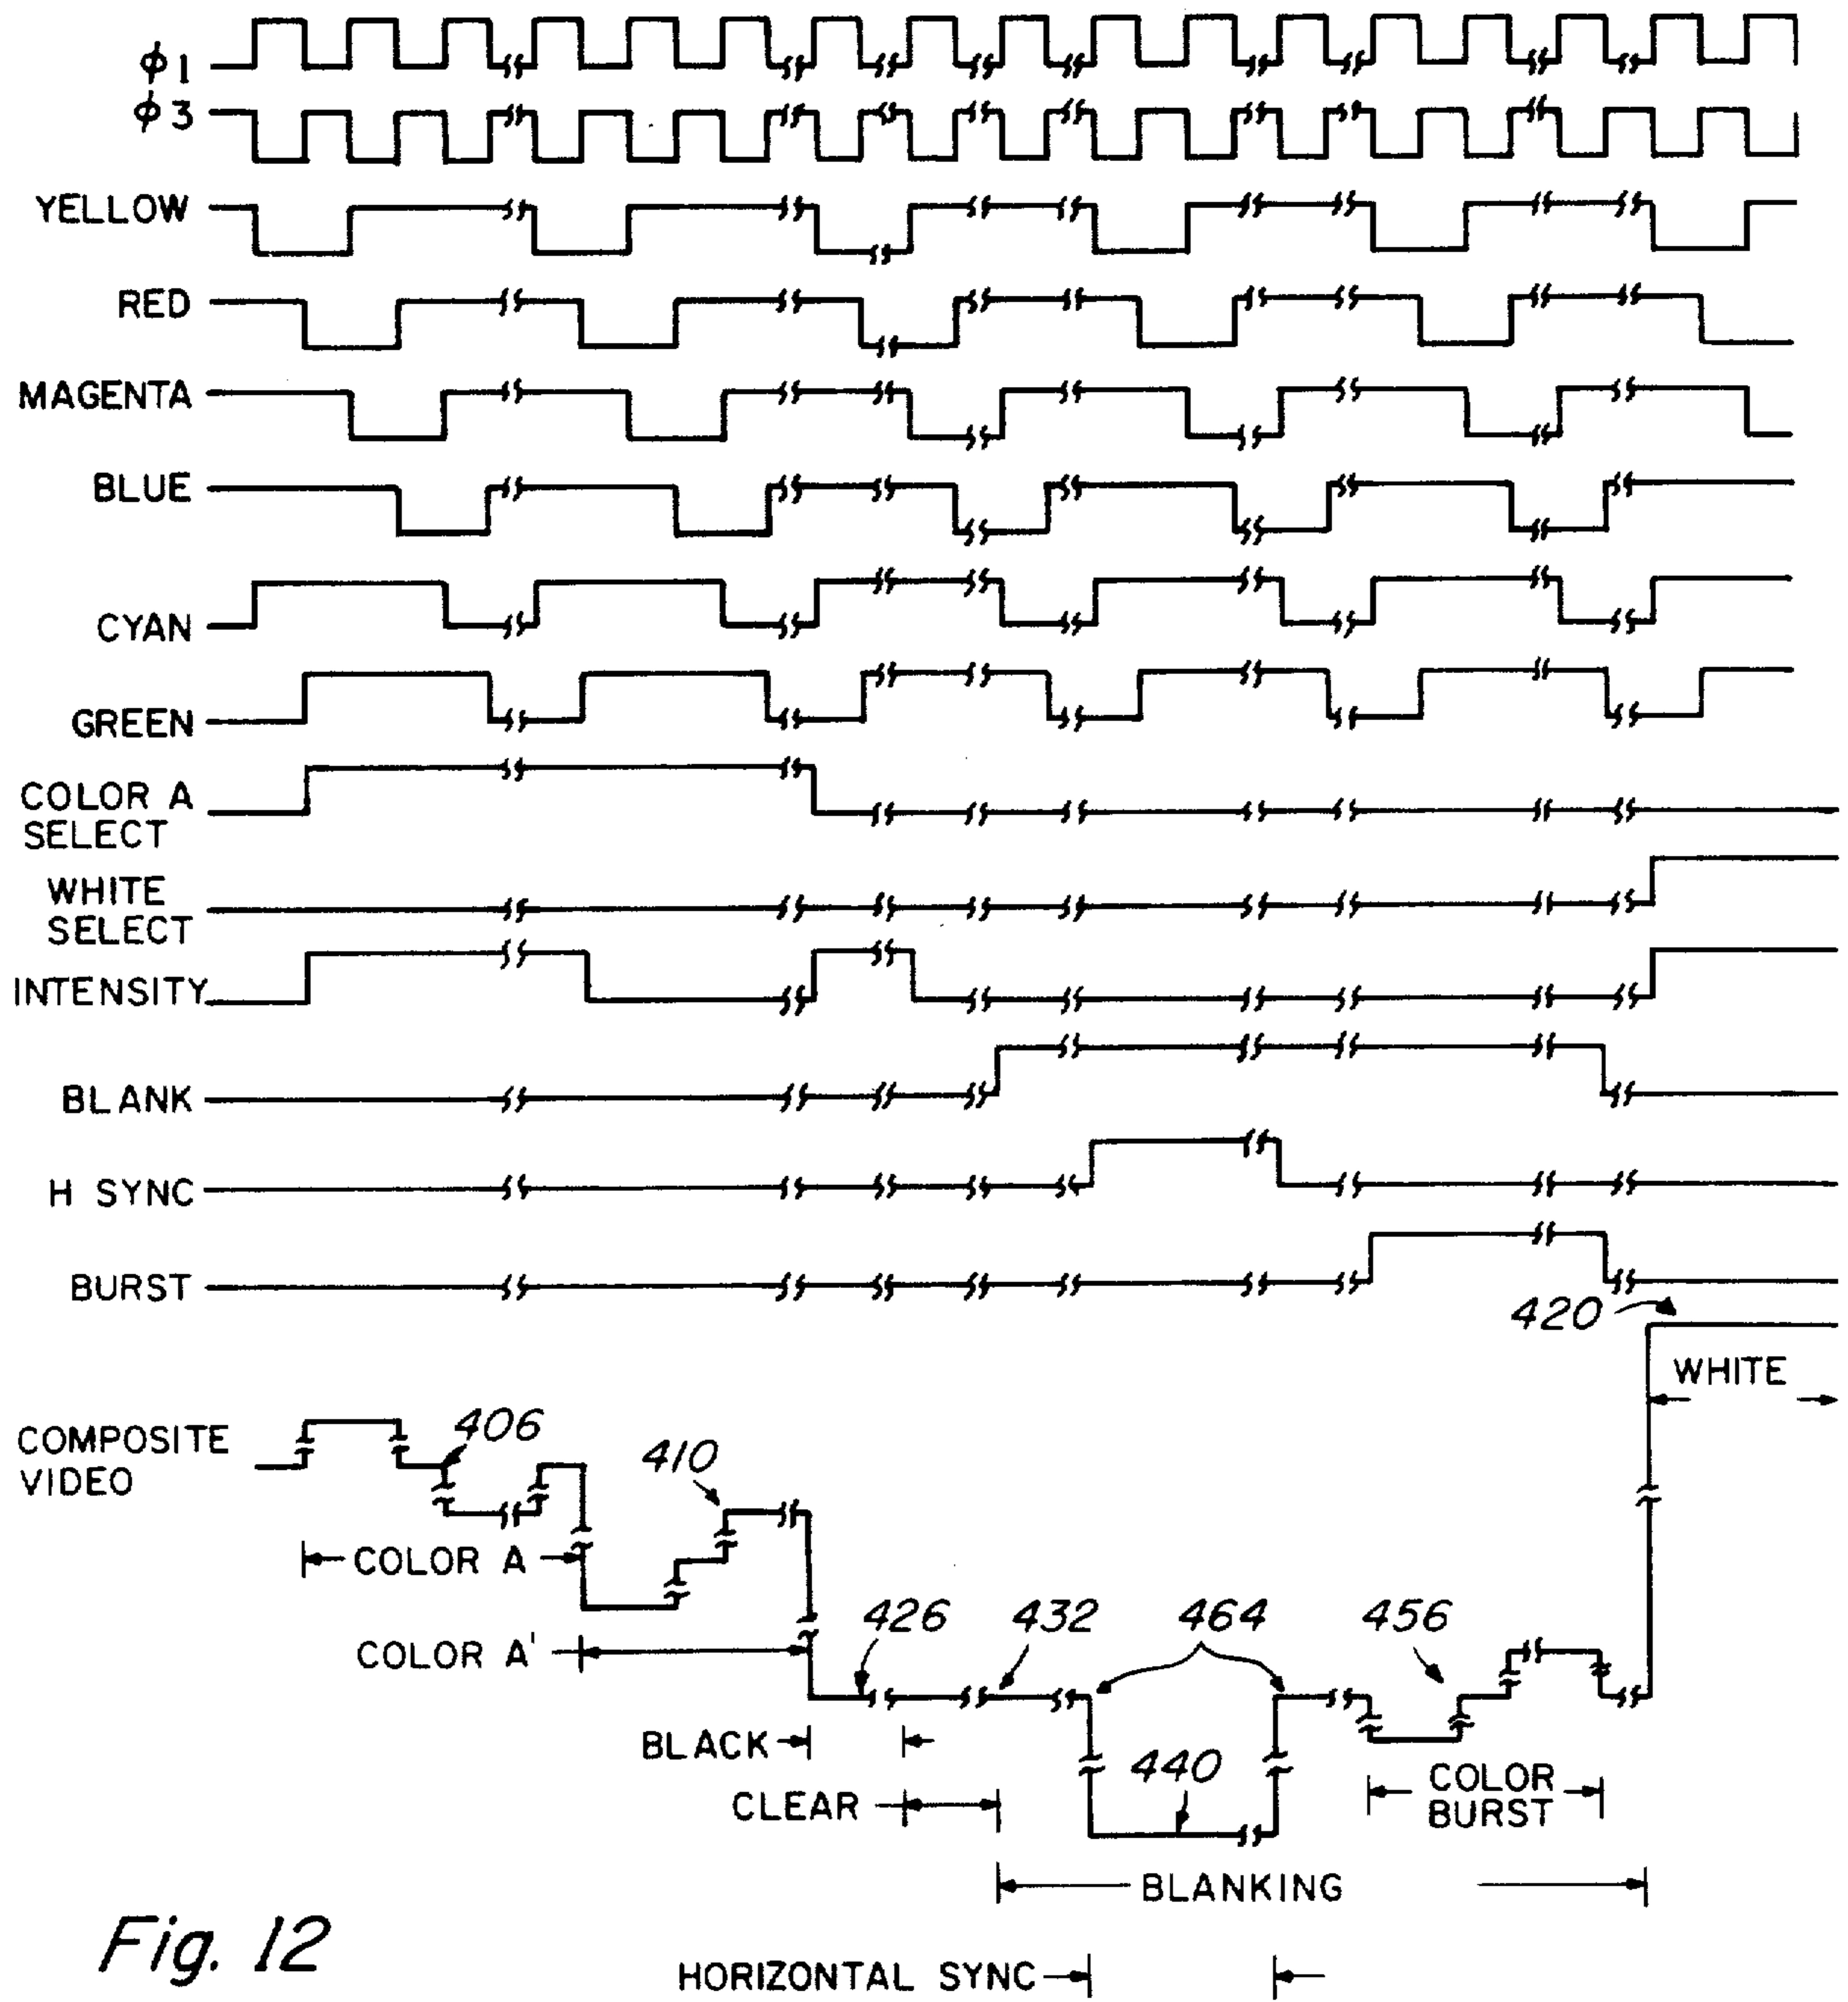 ϕ1
ϕ3
YELLOW
RED
MAGENTA
BLUE
CYAN
GREEN
COLOR A
SELECT
WHITE
SELECT
INTENSITY
BLANK
H SYNC
BURST
420
WHITE
COMPOSITE
VIDEO
406
410
COLOR A
426
432
464
456
COLOR A'
BLACK
440
CLEAR
COLOR
BURST
BLANKING
Fig. 12
HORIZONTAL SYNC